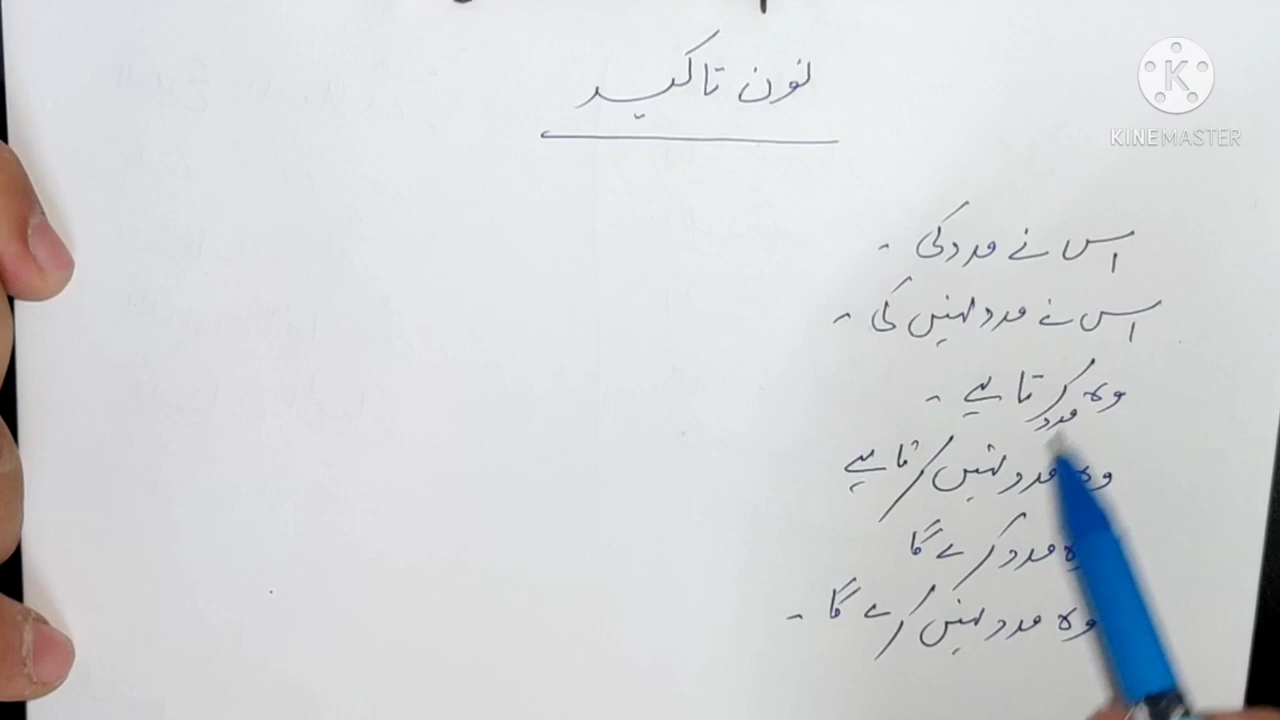 نون تاکید
KINEMASTER
اس نے مدد کی ۔
اس نے مدد نہیں کی ۔
وہ کرتا ہے ۔
مدد
وہ مدد نہیں کرتا ہے
وہ مدد کرے گا
وہ مدد نہیں کرے گا ۔